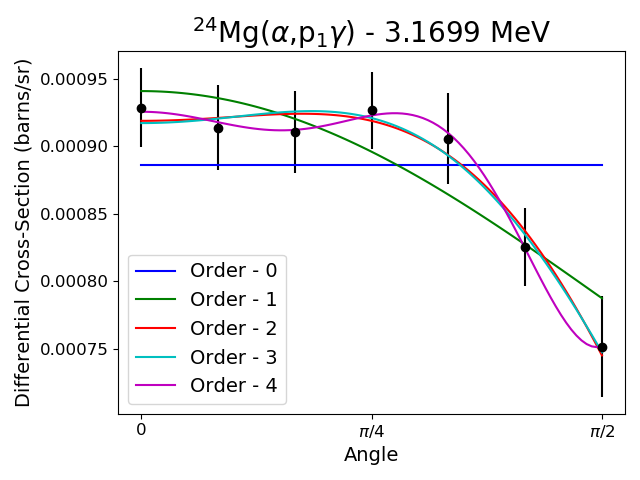 ²⁴Mg(α,p₁γ) - 3.1699 MeV
Differential Cross-Section (barns/sr)
0.00095
0.00090
0.00085
0.00080
0.00075
Order - 0
Order - 1
Order - 2
Order - 3
Order - 4
0
π/4
π/2
Angle